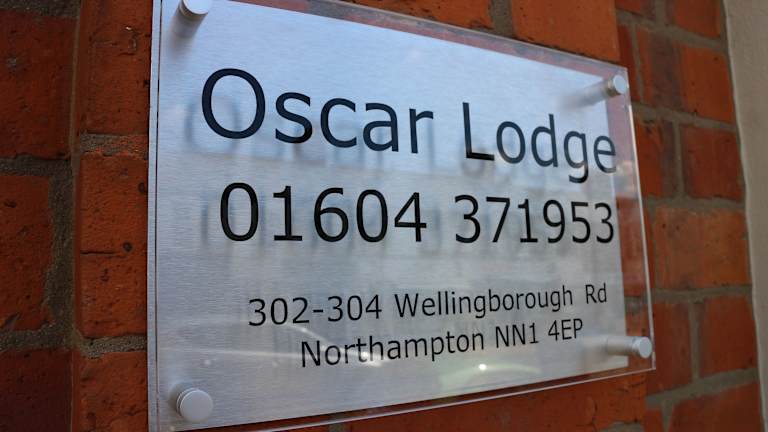 Oscar Lodge
01604 371953
302-304 Wellingborough Rd
Northampton NN1 4EP